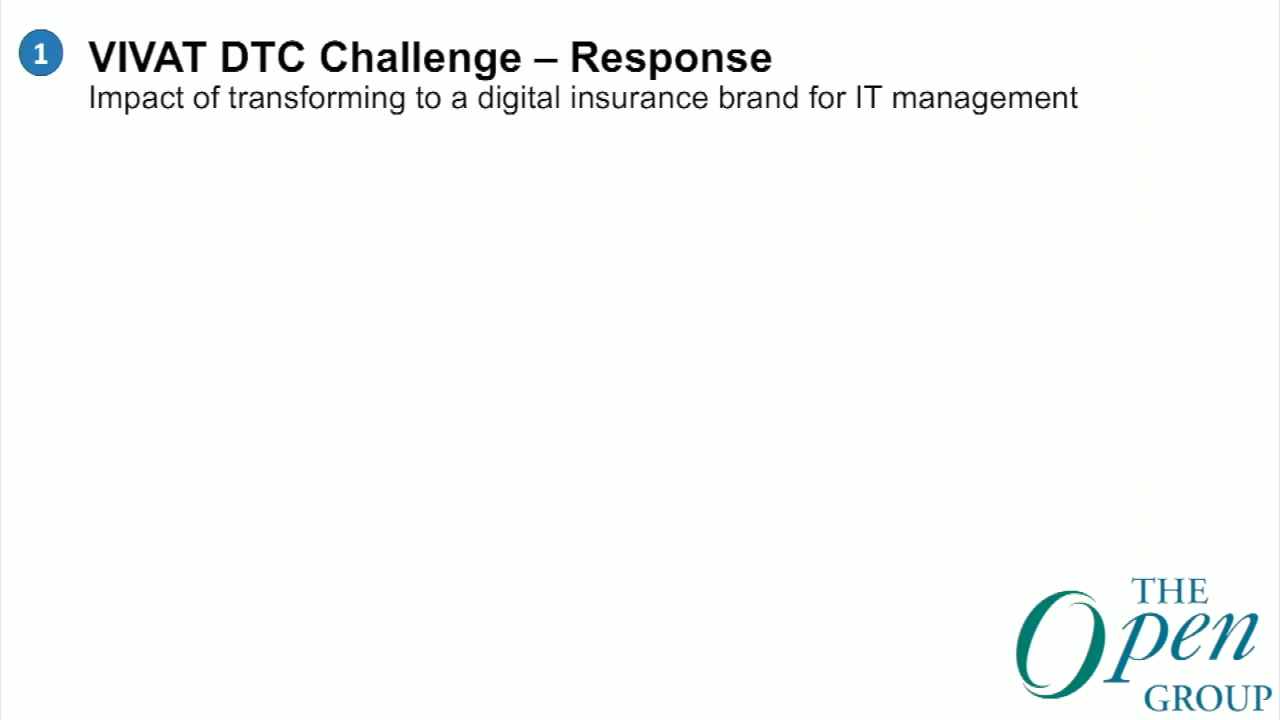 1
VIVAT DTC Challenge – Response
Impact of transforming to a digital insurance brand for IT management
THE
Open
GROUP